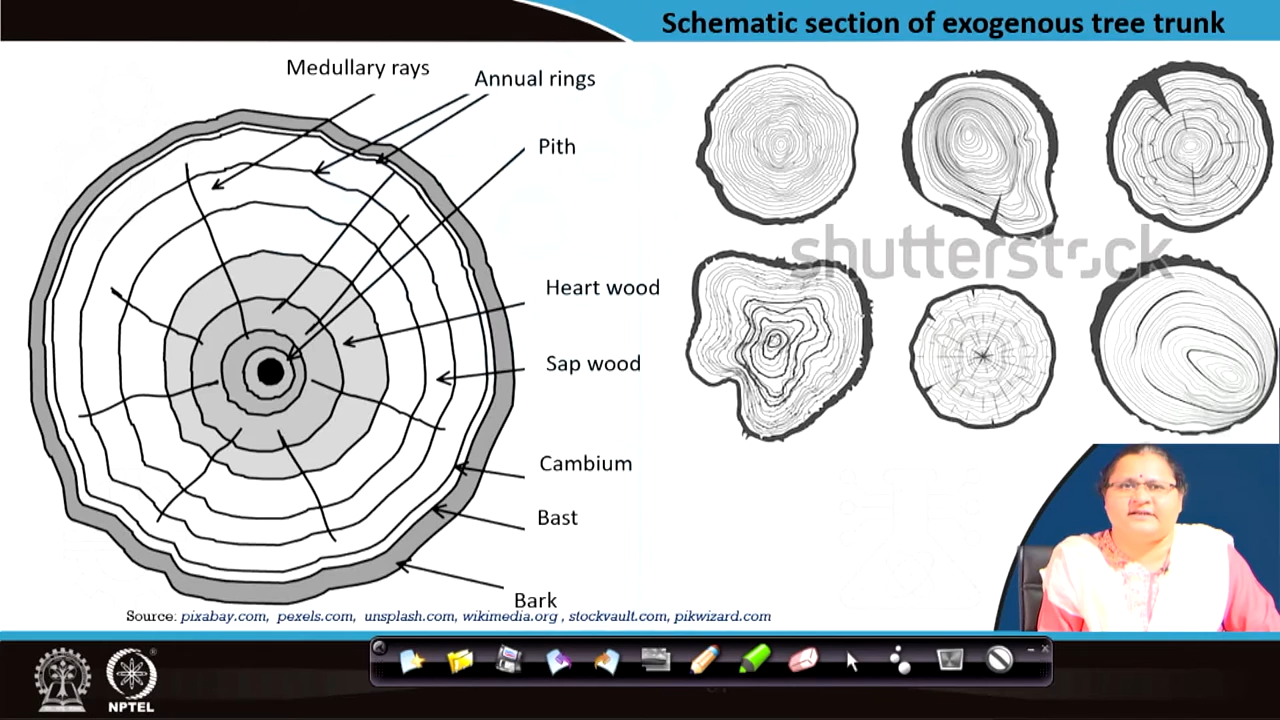 Schematic section of exogenous tree trunk
Medullary rays
Annual rings
Pith
Heart wood
Sap wood
Cambium
Bast
Bark
shutterstock
Source: pixabay.com, pexels.com, unsplash.com, wikimedia.org , stockvault.com, pikwizard.com
NPTEL